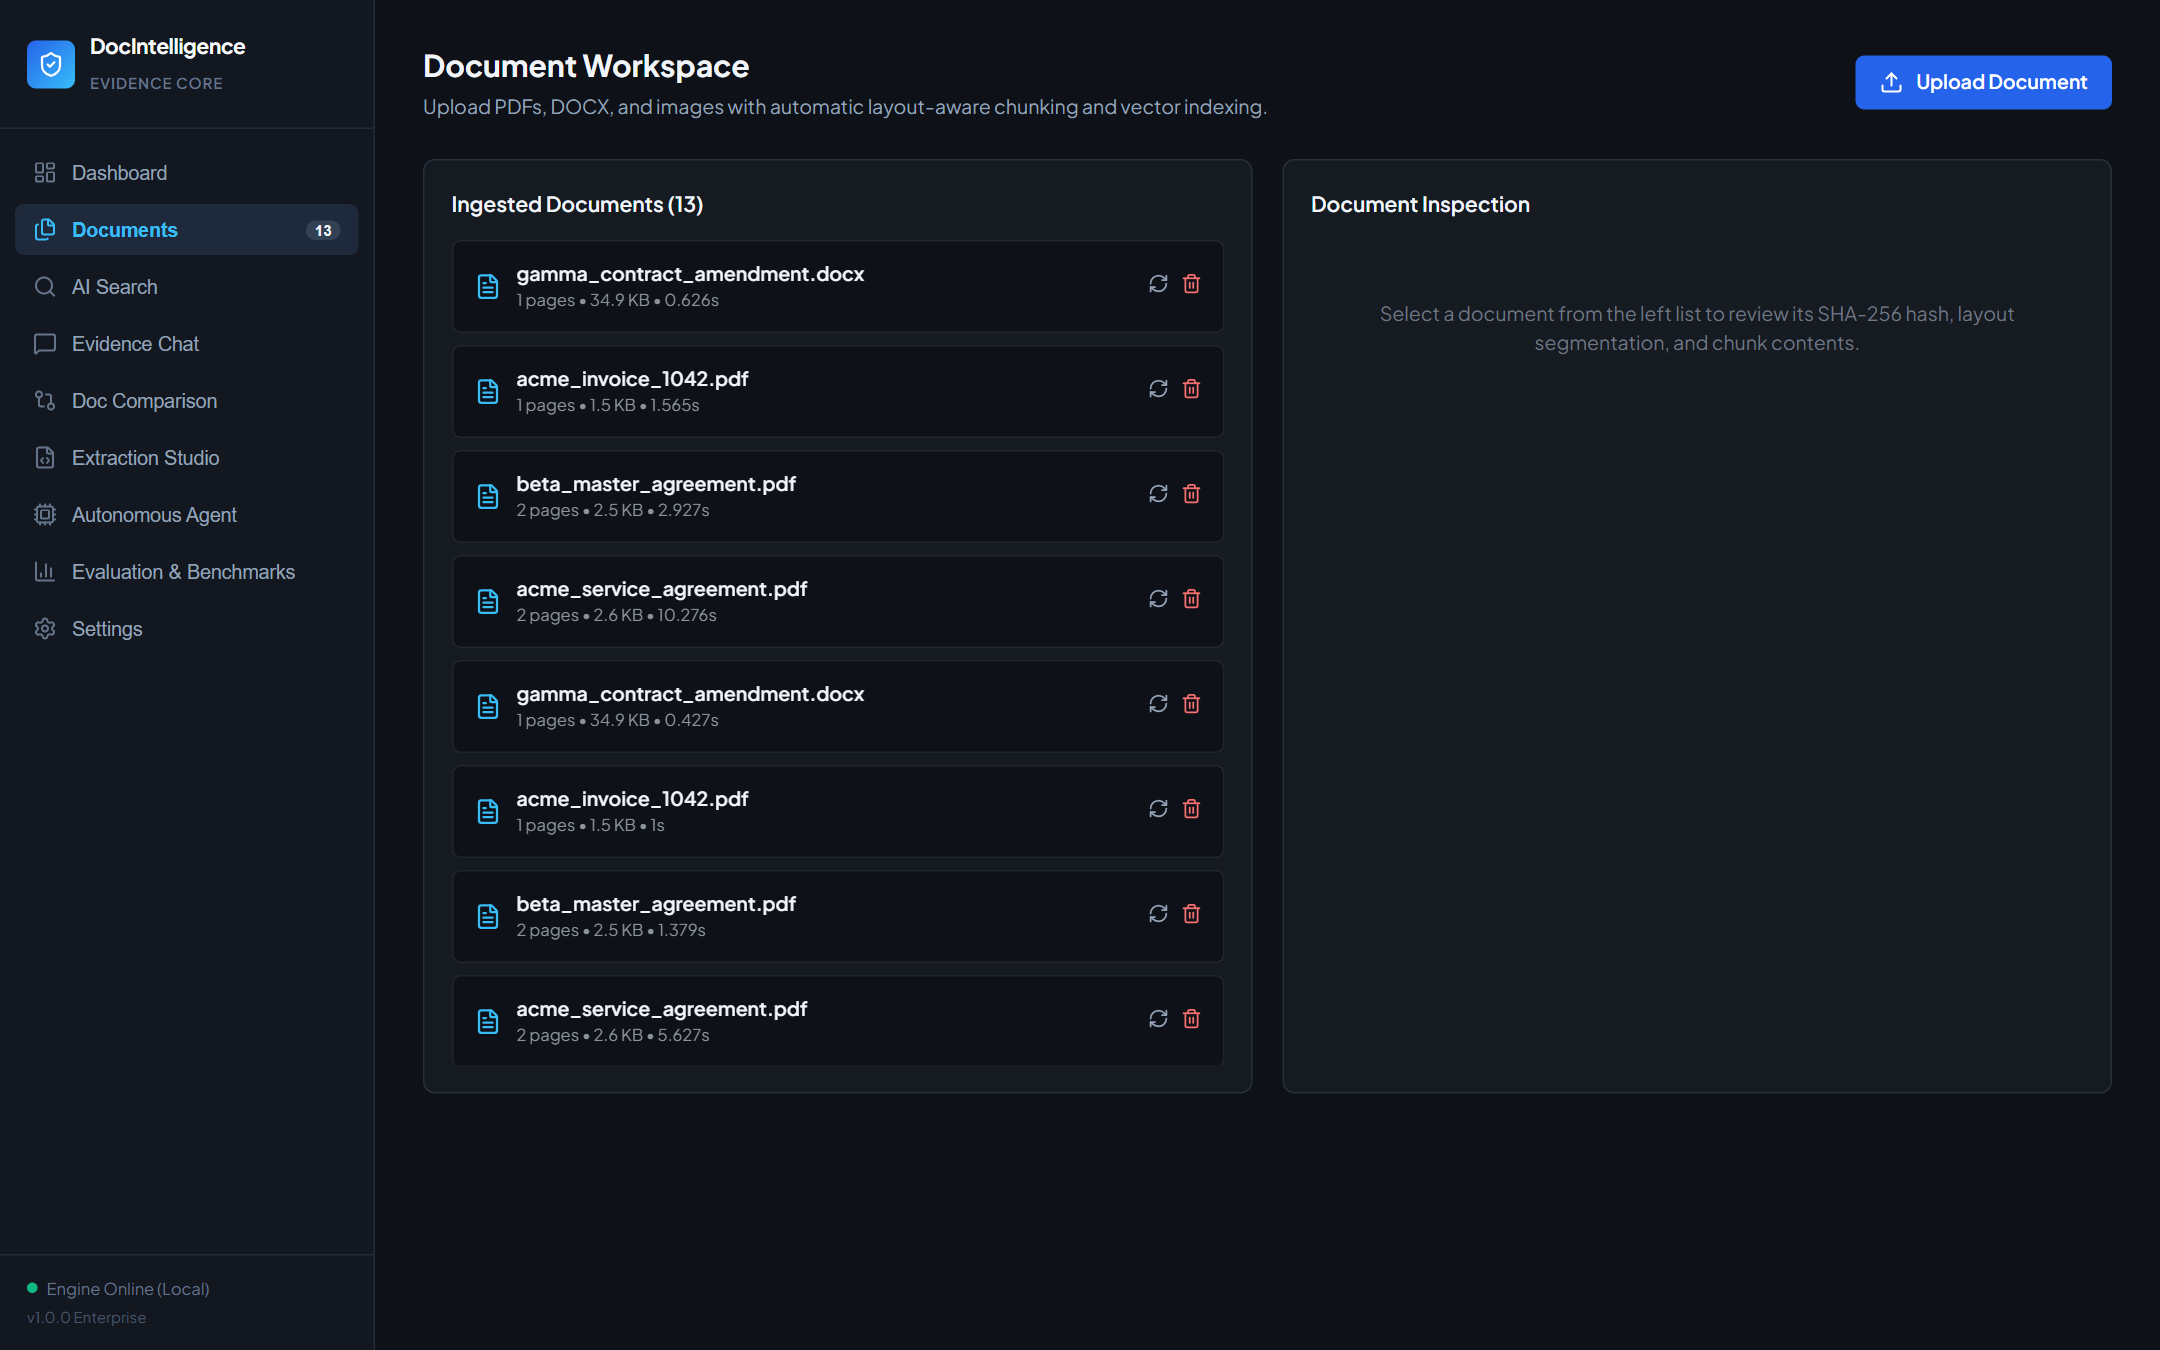 DocIntelligence
EVIDENCE CORE
Dashboard
Documents 13
AI Search
Evidence Chat
Doc Comparison
Extraction Studio
Autonomous Agent
Evaluation & Benchmarks
Settings
Engine Online (Local)
v1.0.0 Enterprise
Document Workspace
Upload PDFs, DOCX, and images with automatic layout-aware chunking and vector indexing.
Upload Document
Ingested Documents (13)
gamma_contract_amendment.docx
1 pages • 34.9 KB • 0.626s
acme_invoice_1042.pdf
1 pages • 1.5 KB • 1.565s
beta_master_agreement.pdf
2 pages • 2.5 KB • 2.927s
acme_service_agreement.pdf
2 pages • 2.6 KB • 10.276s
gamma_contract_amendment.docx
1 pages • 34.9 KB • 0.427s
acme_invoice_1042.pdf
1 pages • 1.5 KB • 1s
beta_master_agreement.pdf
2 pages • 2.5 KB • 1.379s
acme_service_agreement.pdf
2 pages • 2.6 KB • 5.627s
Document Inspection
Select a document from the left list to review its SHA-256 hash, layout
segmentation, and chunk contents.